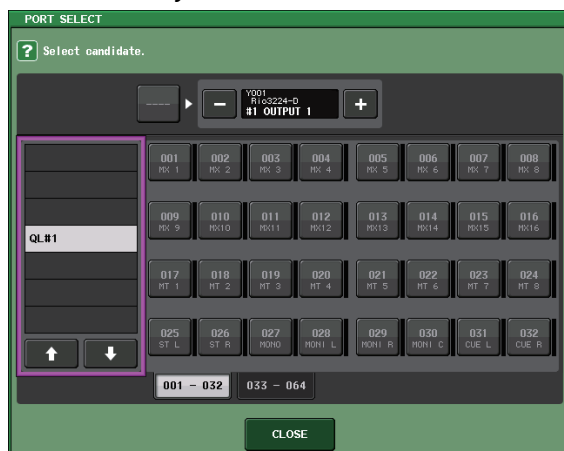 PORT SELECT
? Select candidate.
----
Y001
Rio3224-D
#1 OUTPUT 1
QL#1
001 002 003 004 005 006 007 008
MX 1 MX 2 MX 3 MX 4 MX 5 MX 6 MX 7 MX 8
009 010 011 012 013 014 015 016
MX 9 MX10 MX11 MX12 MX13 MX14 MX15 MX16
017 018 019 020 021 022 023 024
MT 1 MT 2 MT 3 MT 4 MT 5 MT 6 MT 7 MT 8
025 026 027 028 029 030 031 032
ST L ST R MONO MONI L MONI R MONI C CUE L CUE R
001 - 032 033 - 064
CLOSE